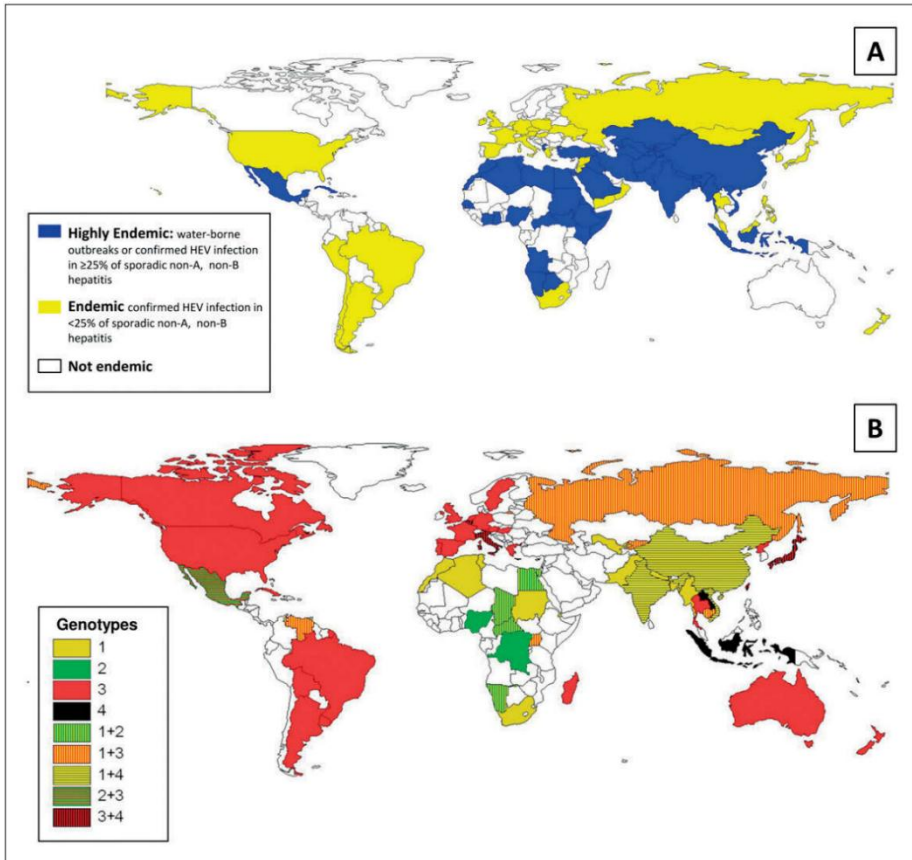 A
Highly Endemic: water-borne
outbreaks or confirmed HEV infection
in ≥25% of sporadic non-A, non-B
hepatitis
Endemic confirmed HEV infection in
<25% of sporadic non-A, non-B
hepatitis
Not endemic
B
Genotypes
1
2
3
4
1+2
1+3
1+4
2+3
3+4